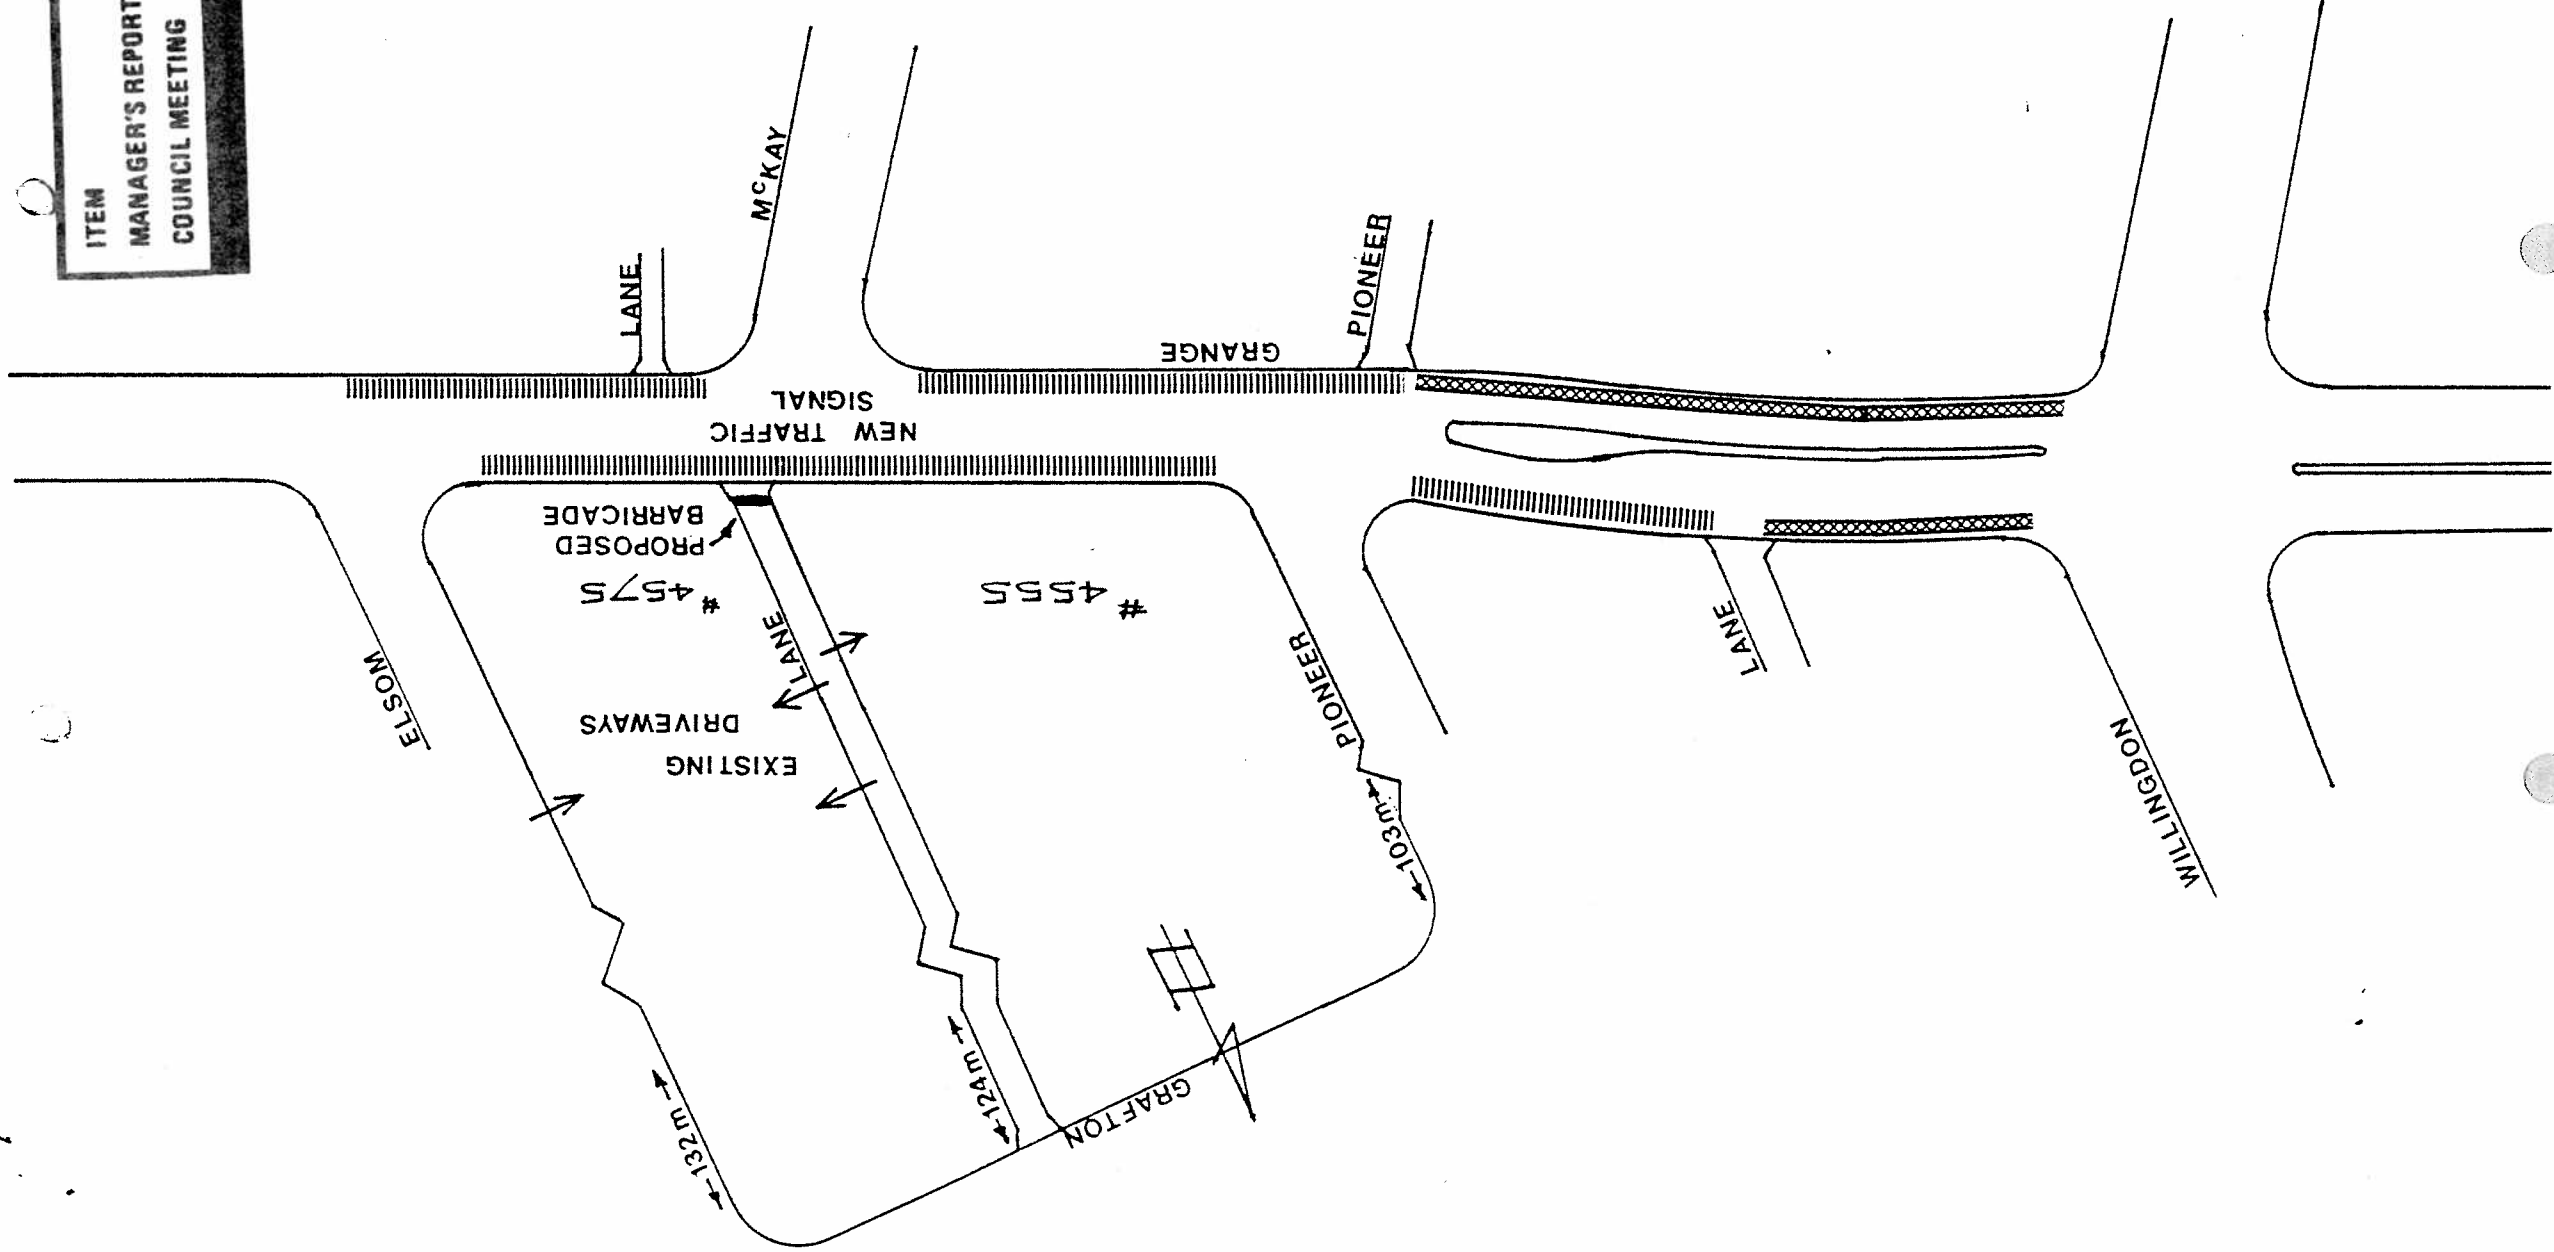 ITEM
MANAGER'S REPORT
COUNCIL MEETING
McKAY
LANE
PIONEER
GRANGE
NEW TRAFFIC
SIGNAL
PROPOSED
BARRICADE
# 4575
# 4555
LANE
ELSOM
EXISTING
DRIVEWAYS
PIONEER
LANE
WILLINGDON
103m
124m
132m
GRAFTON